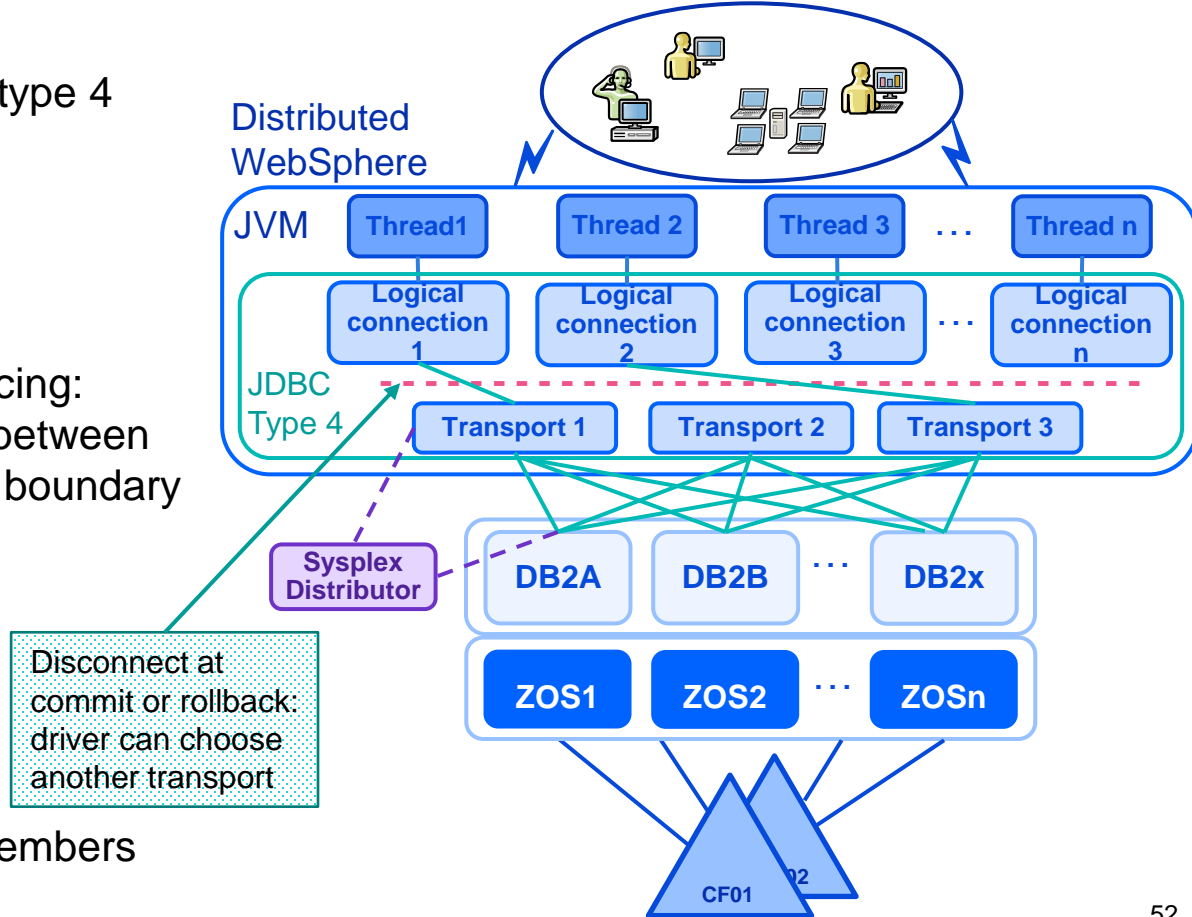 type 4
Distributed
WebSphere
JVM
Thread1
Thread 2
Thread 3
...
Thread n
Logical
connection
1
Logical
connection
2
Logical
connection
3
...
Logical
connection
n
JDBC
Type 4
Transport 1
Transport 2
Transport 3
cing:
between
boundary
Sysplex
Distributor
DB2A
DB2B
...
DB2x
Disconnect at
commit or rollback:
driver can choose
another transport
ZOS1
ZOS2
...
ZOSn
embers
CF01
02
52